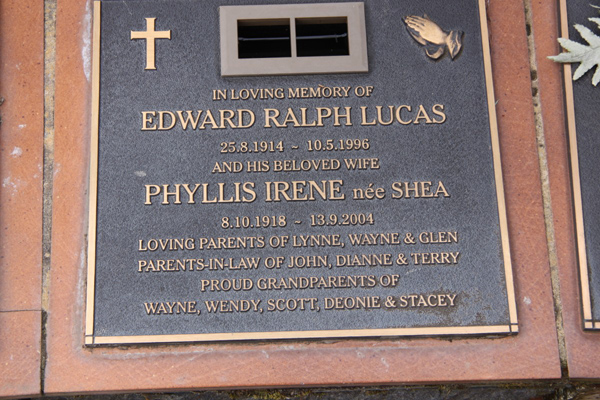 IN LOVING MEMORY OF
EDWARD RALPH LUCAS
25.8.1914 ~ 10.5.1996
AND HIS BELOVED WIFE
PHYLLIS IRENE née SHEA
8.10.1918 ~ 13.9.2004
LOVING PARENTS OF LYNNE, WAYNE & GLEN
PARENTS-IN-LAW OF JOHN, DIANNE & TERRY
PROUD GRANDPARENTS OF
WAYNE, WENDY, SCOTT, DEONIE & STACEY